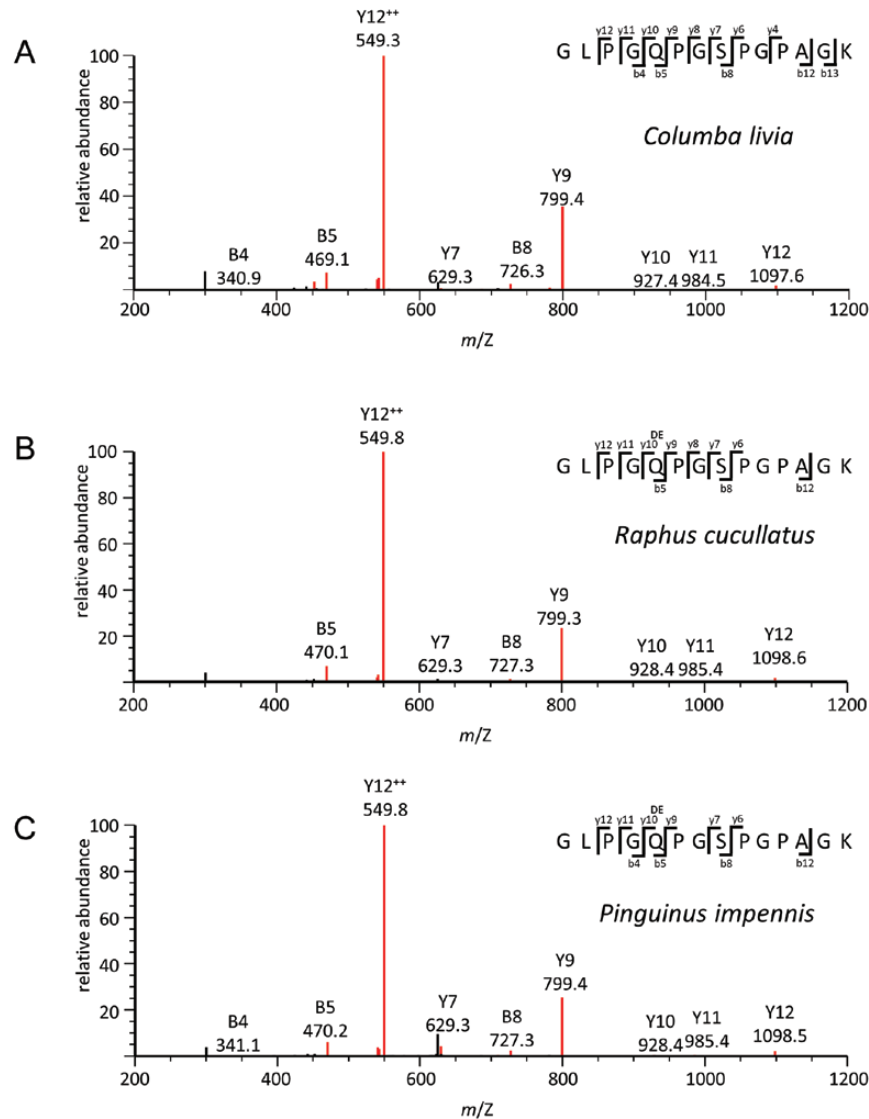 A
Y12++
549.3
y12 y11 y10 y9 y8 y7 y6 y4
G L P G Q P G S P G P A G K
b4 b5 b8 b12 b13
Columba livia
relative abundance
100
80
60
40
20
B4
340.9
B5
469.1
Y7
629.3
B8
726.3
Y9
799.4
Y10
927.4
Y11
984.5
Y12
1097.6
200 400 600 800 1000 1200
m/Z
B
Y12++
549.8
DE
y12 y11 y10 y9 y8 y7 y6
G L P G Q P G S P G P A G K
b5 b8 b12
Raphus cucullatus
relative abundance
100
80
60
40
20
B5
470.1
Y7
629.3
B8
727.3
Y9
799.3
Y10
928.4
Y11
985.4
Y12
1098.6
200 400 600 800 1000 1200
m/Z
C
Y12++
549.8
DE
y12 y11 y10 y9 y7 y6
G L P G Q P G S P G P A G K
b4 b5 b8 b12
Pinguinus impennis
relative abundance
100
80
60
40
20
B4
341.1
B5
470.2
Y7
629.3
B8
727.3
Y9
799.4
Y10
928.4
Y11
985.4
Y12
1098.5
200 400 600 800 1000 1200
m/Z